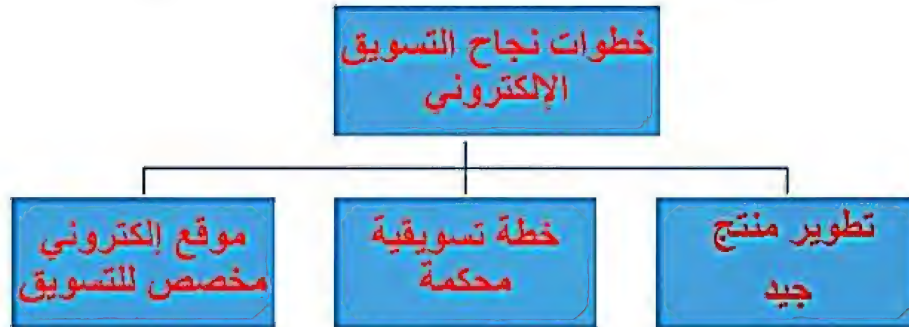 خطوات نجاح التسويق
الإلكتروني
تطوير منتج
جيد
خطة تسويقية
محكمة
موقع إلكتروني
مخصص للتسويق